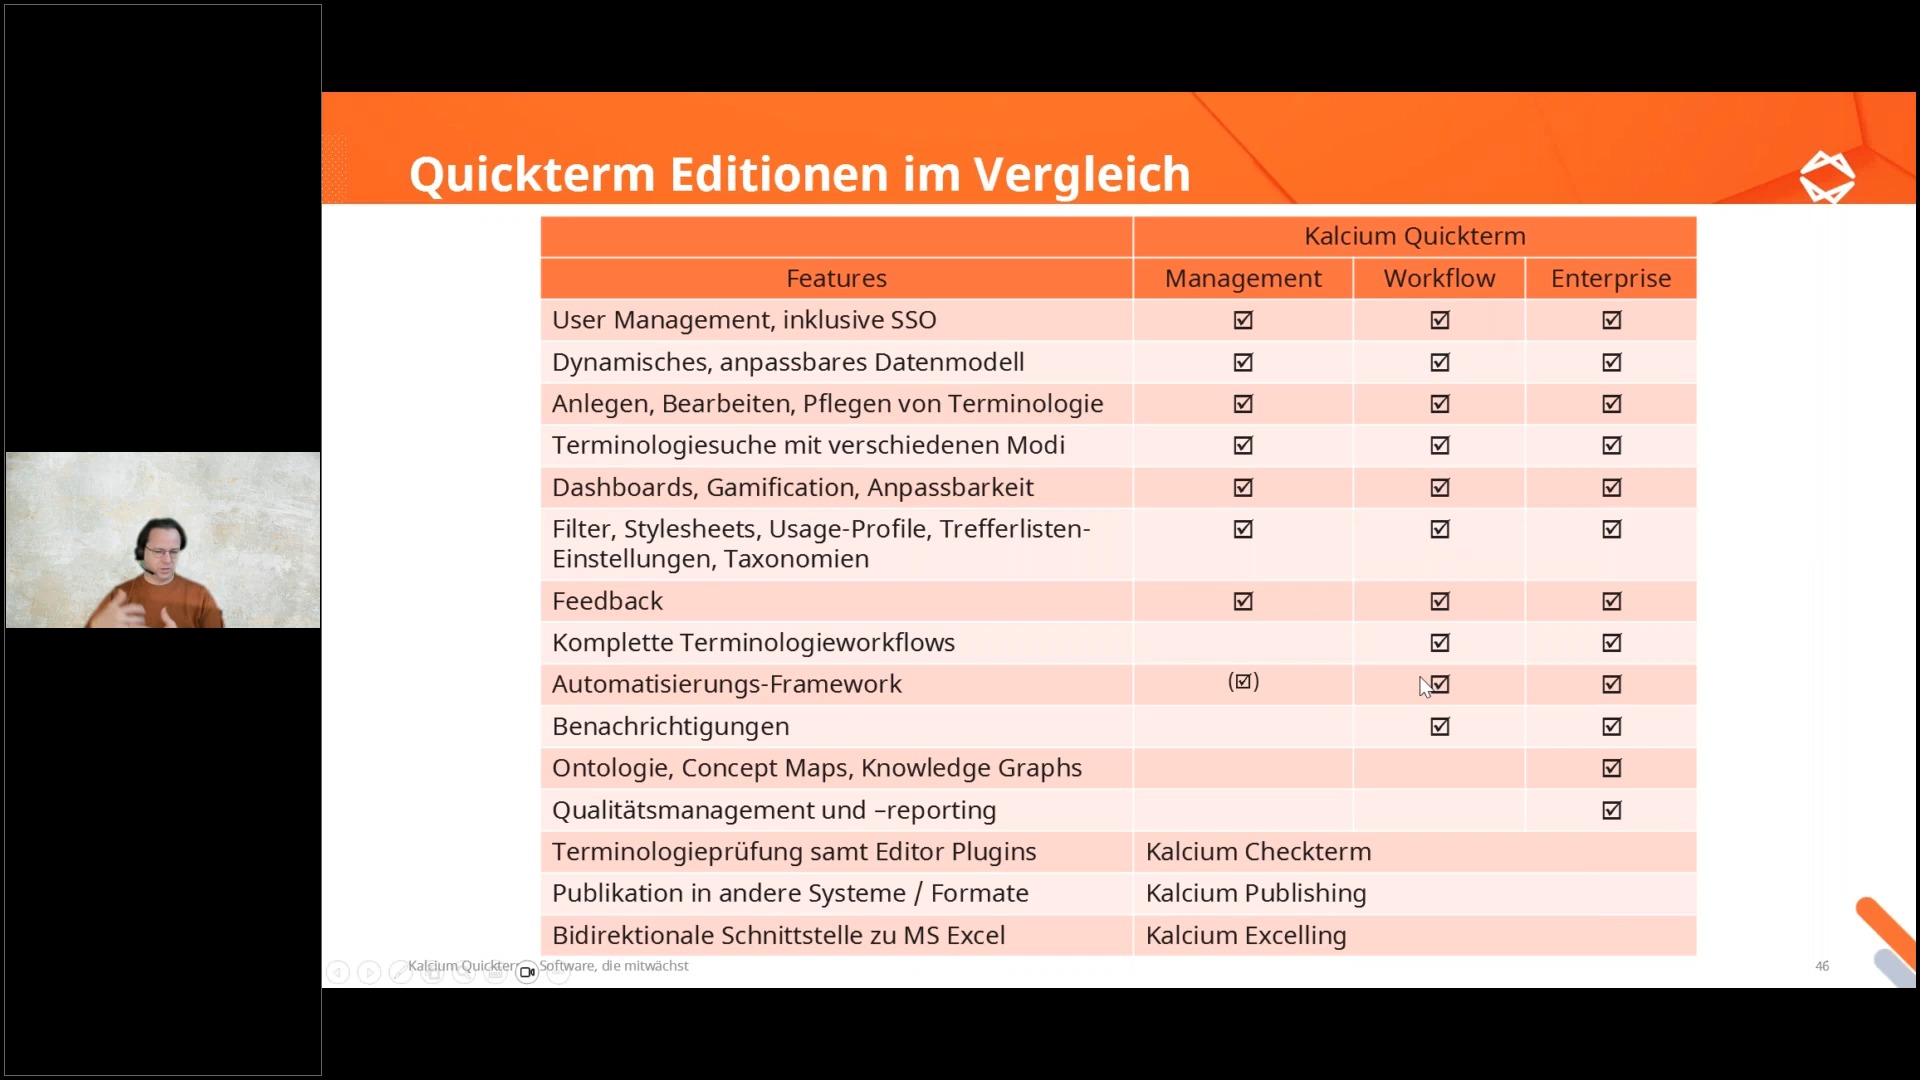 Quickterm Editionen im Vergleich
Kalcium Quickterm
Features Management Workflow Enterprise
User Management, inklusive SSO ☑ ☑ ☑
Dynamisches, anpassbares Datenmodell ☑ ☑ ☑
Anlegen, Bearbeiten, Pflegen von Terminologie ☑ ☑ ☑
Terminologiesuche mit verschiedenen Modi ☑ ☑ ☑
Dashboards, Gamification, Anpassbarkeit ☑ ☑ ☑
Filter, Stylesheets, Usage-Profile, Trefferlisten- ☑ ☑ ☑
Einstellungen, Taxonomien
Feedback ☑ ☑ ☑
Komplette Terminologieworkflows ☑ ☑
Automatisierungs-Framework (☑) ☑ ☑
Benachrichtigungen ☑ ☑
Ontologie, Concept Maps, Knowledge Graphs ☑
Qualitätsmanagement und –reporting ☑
Terminologieprüfung samt Editor Plugins Kalcium Checkterm
Publikation in andere Systeme / Formate Kalcium Publishing
Bidirektionale Schnittstelle zu MS Excel Kalcium Excelling
Kalcium Quickterm Software, die mitwächst 46